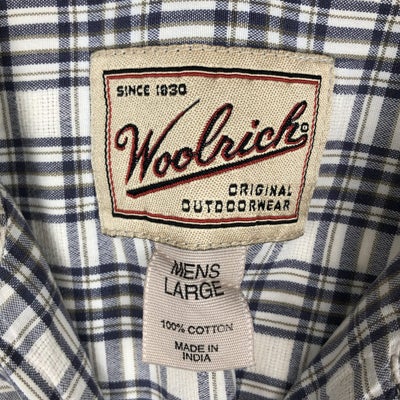 SINCE 1830
Woolrich
ORIGINAL
OUTDOORWEAR
MENS
LARGE
100% COTTON
MADE IN
INDIA